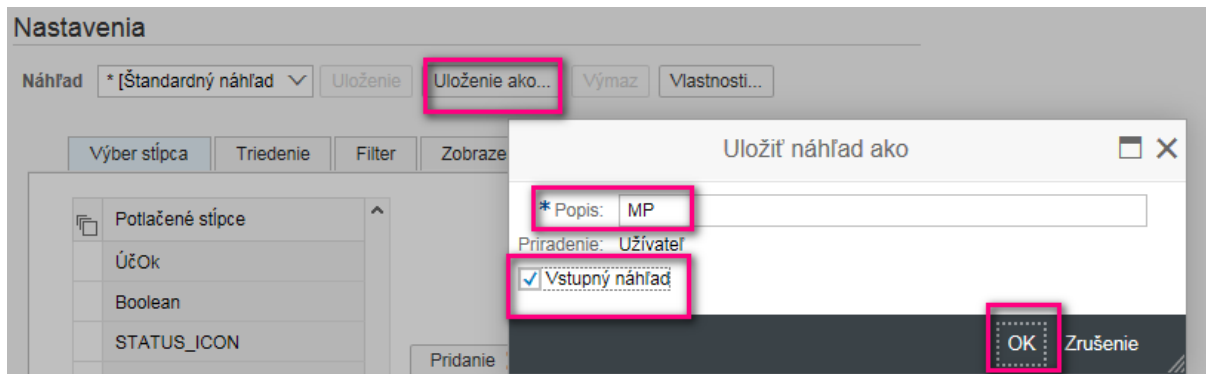 Nastavenia
Náhľad * [Štandardný náhľad Uloženie Uloženie ako... Výmaz Vlastnosti...
Výber stĺpca Triedenie Filter Zobraze
Potlačené stĺpce
ÚčOk
Boolean
STATUS_ICON
Pridanie
Uložiť náhľad ako
* Popis: MP
Priradenie: Užívateľ
Vstupný náhľad
OK Zrušenie